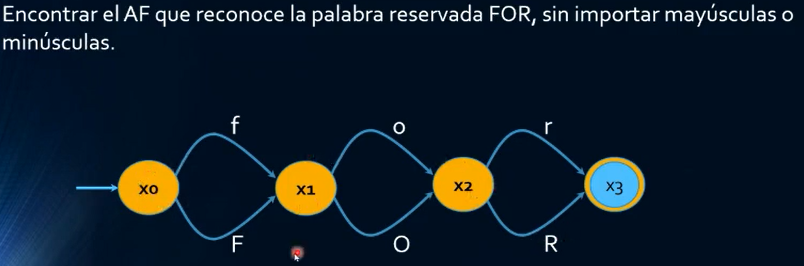 Encontrar el AF que reconoce la palabra reservada FOR, sin importar mayúsculas o
minúsculas.
f o r
x0 x1 x2 x3
F O R